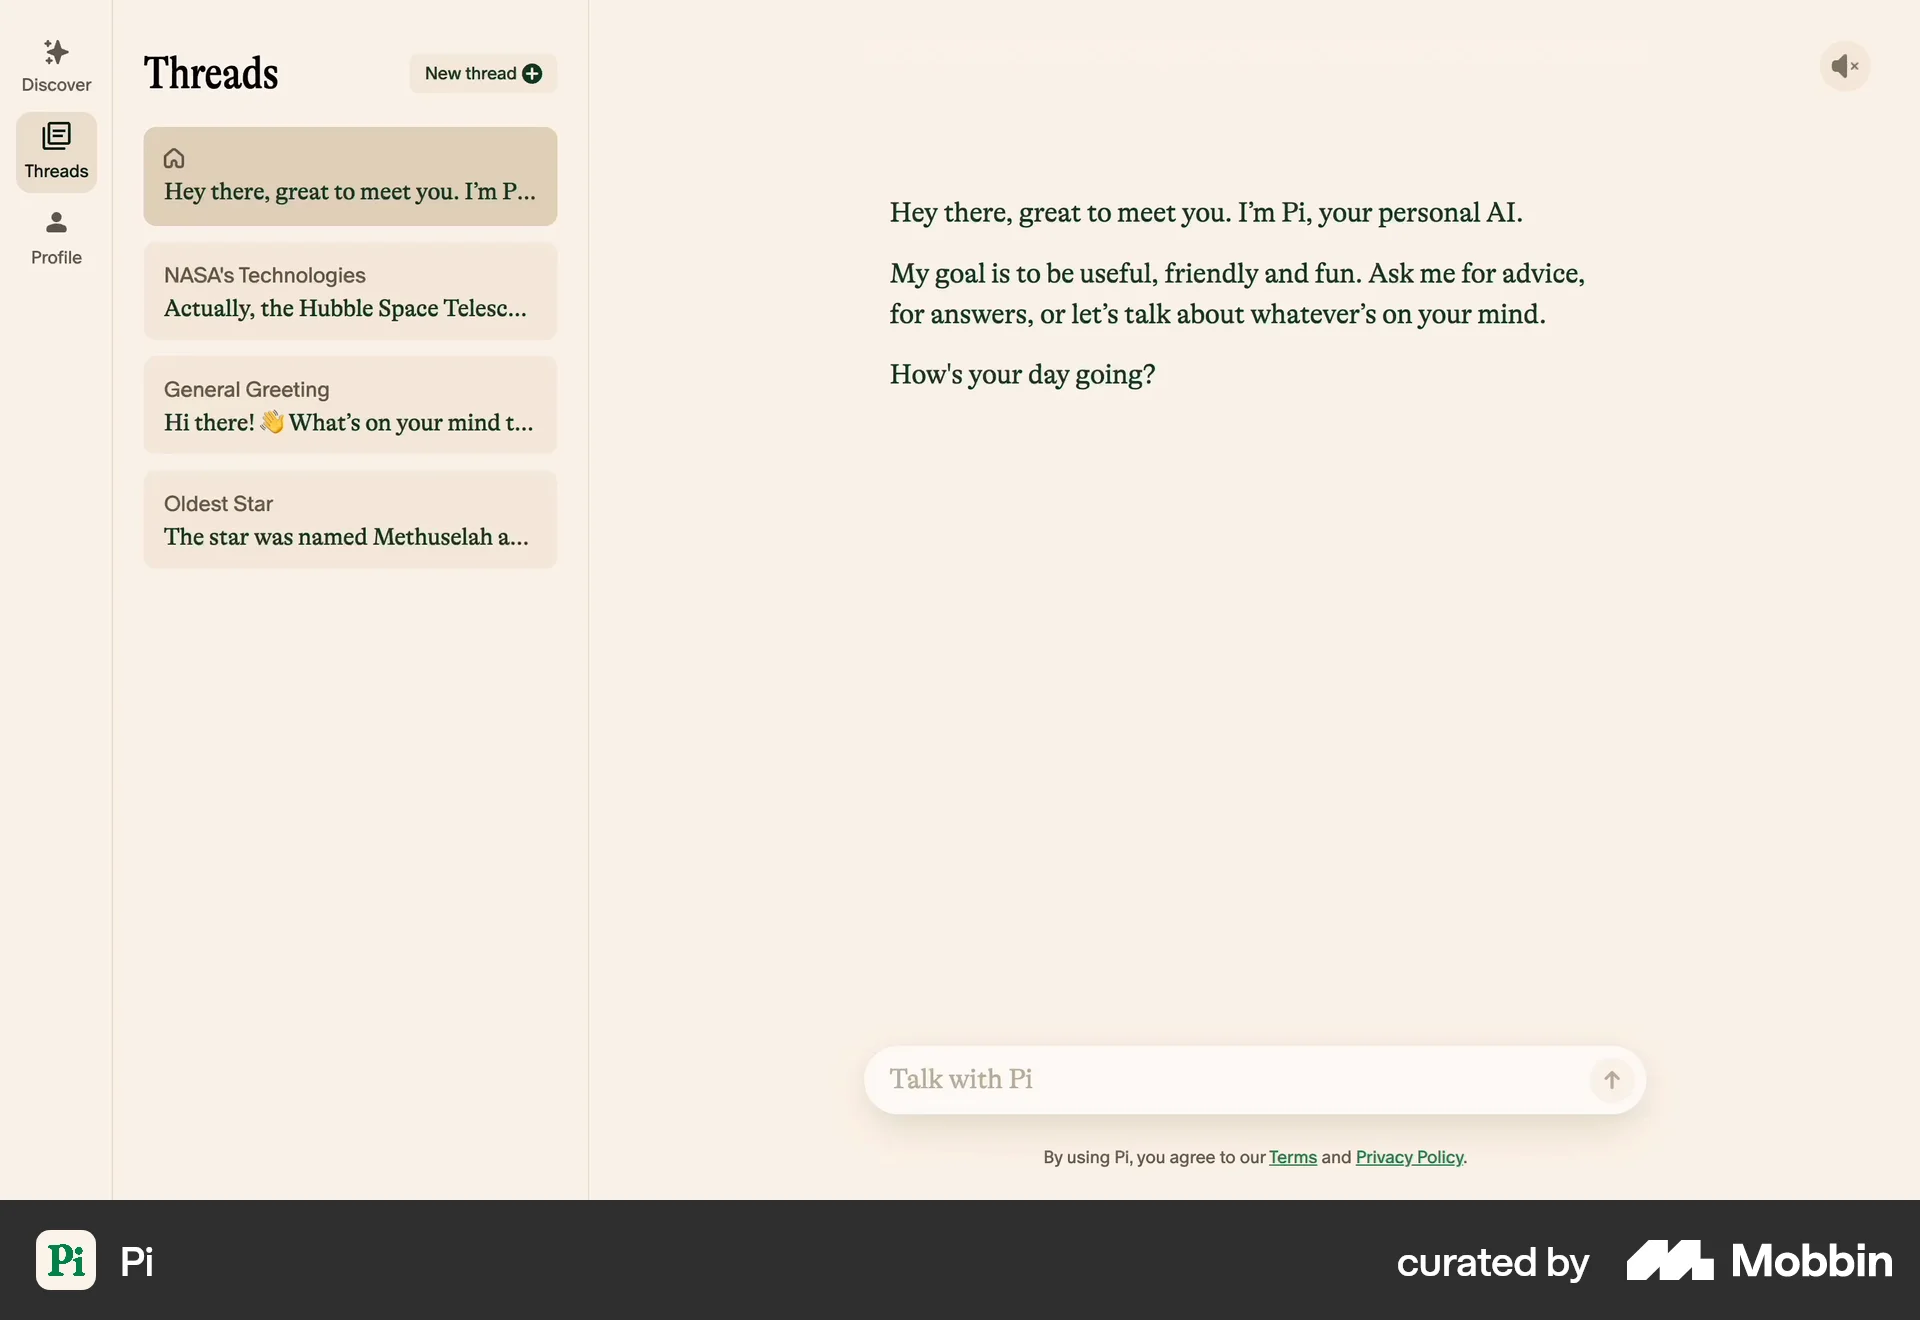 Discover
Threads
Profile
Threads
New thread
Hey there, great to meet you. I’m P...
NASA's Technologies
Actually, the Hubble Space Telesc...
General Greeting
Hi there! 👋 What’s on your mind t...
Oldest Star
The star was named Methuselah a...
Hey there, great to meet you. I’m Pi, your personal AI.
My goal is to be useful, friendly and fun. Ask me for advice,
for answers, or let’s talk about whatever’s on your mind.
How's your day going?
Talk with Pi
By using Pi, you agree to our Terms and Privacy Policy.
Pi
Pi
curated by
Mobbin